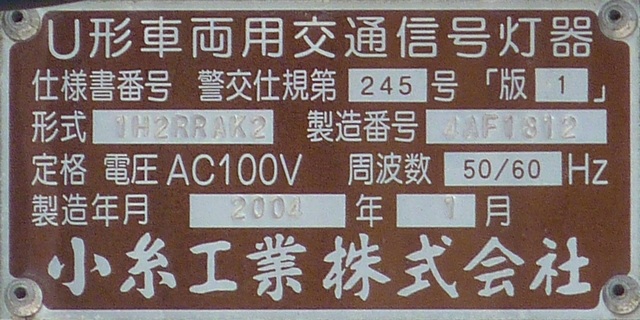 U形車両用交通信号灯器
仕様書番号 警交仕規第 245 号 「版 1 」
形式 1H2RRAK2 製造番号 4AF1812
定格 電圧 AC100V 周波数 50/60 Hz
製造年月 2004 年 1 月
小糸工業株式会社